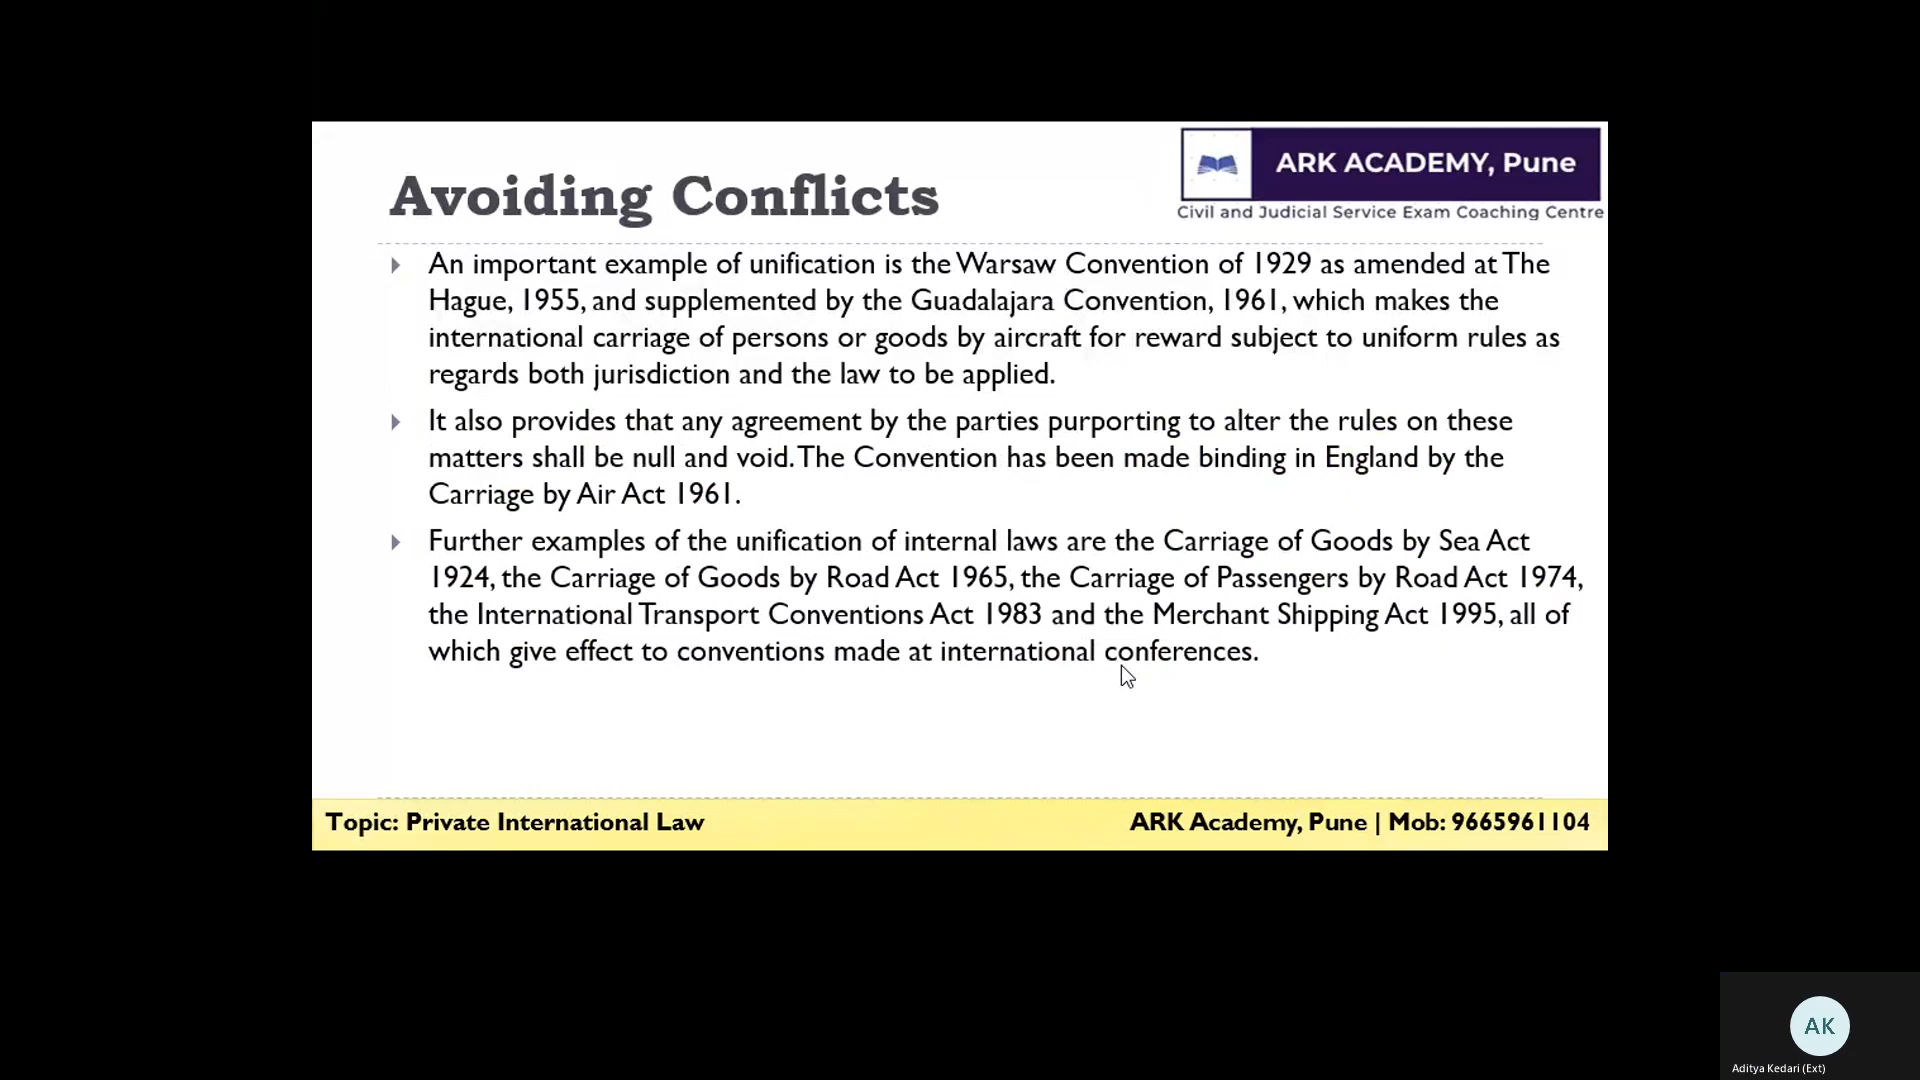 ARK ACADEMY, Pune
Civil and Judicial Service Exam Coaching Centre
Avoiding Conflicts
An important example of unification is the Warsaw Convention of 1929 as amended at The
Hague, 1955, and supplemented by the Guadalajara Convention, 1961, which makes the
international carriage of persons or goods by aircraft for reward subject to uniform rules as
regards both jurisdiction and the law to be applied.
It also provides that any agreement by the parties purporting to alter the rules on these
matters shall be null and void. The Convention has been made binding in England by the
Carriage by Air Act 1961.
Further examples of the unification of internal laws are the Carriage of Goods by Sea Act
1924, the Carriage of Goods by Road Act 1965, the Carriage of Passengers by Road Act 1974,
the International Transport Conventions Act 1983 and the Merchant Shipping Act 1995, all of
which give effect to conventions made at international conferences.
Topic: Private International Law
ARK Academy, Pune | Mob: 9665961104
AK
Aditya Kedari (Ext)